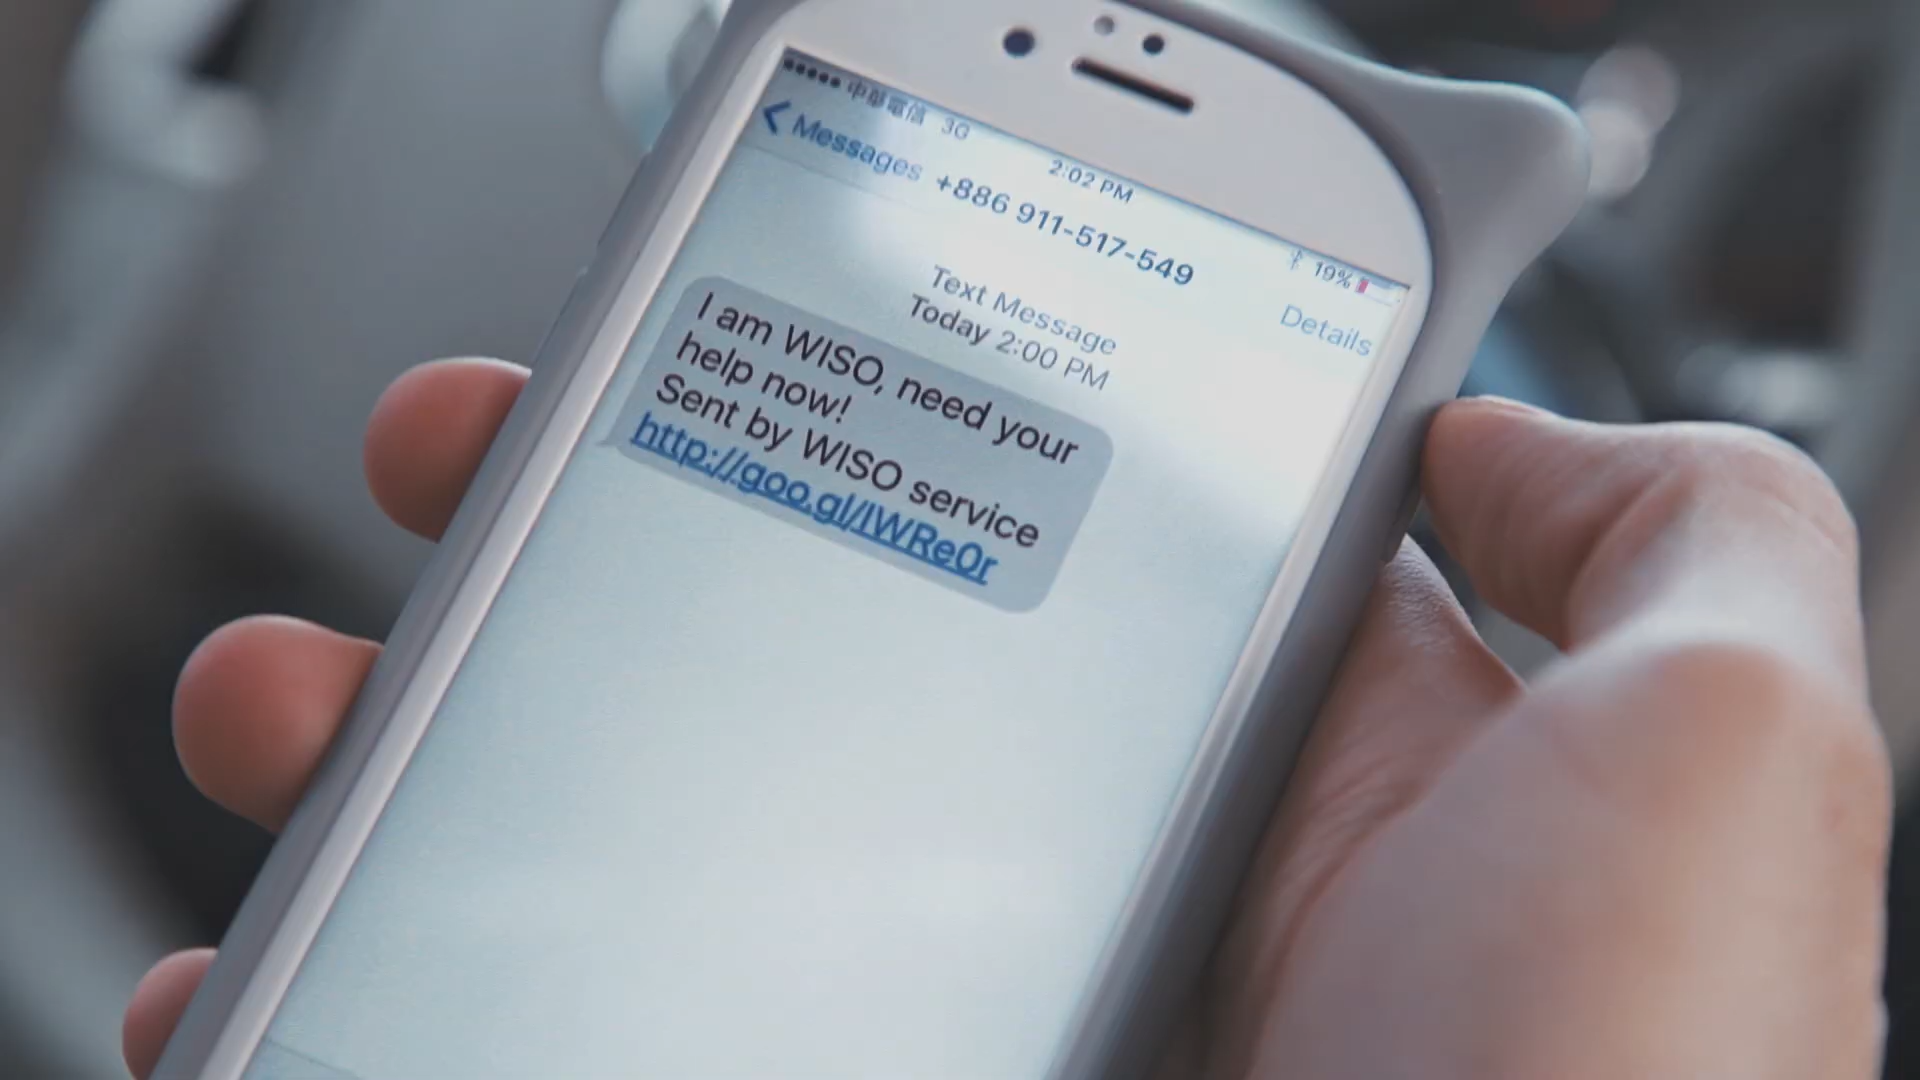 ●●●●● 中華電信 3G 2:02 PM 19%
Messages +886 911-517-549 Details
Text Message
Today 2:00 PM
I am WISO, need your
help now!
Sent by WISO service
http://goo.gl/IWRe0r